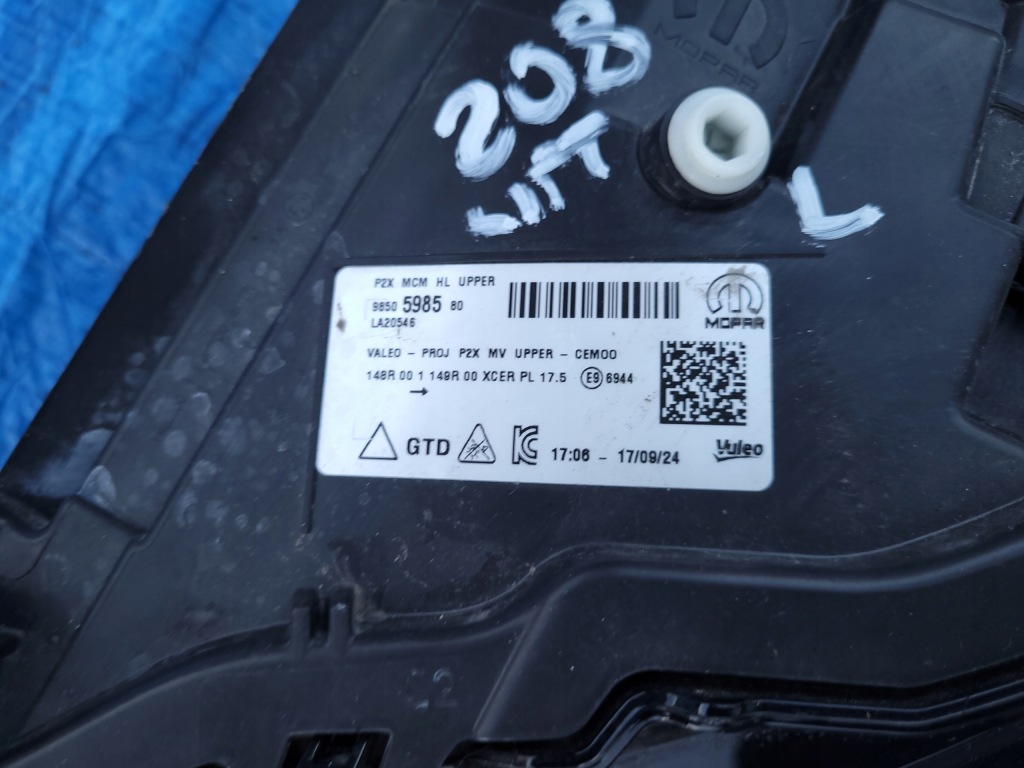 MOPAR
208
LIFT
L
P2X MCM HL UPPER
9850 5985 80
LA20546
MOPAR
VALEO - PROJ P2X MV UPPER - CEMOO
148R 00 1 149R 00 XCER PL 17.5 E9 6944
→
GTD
17:06 - 17/09/24
Valeo
C2